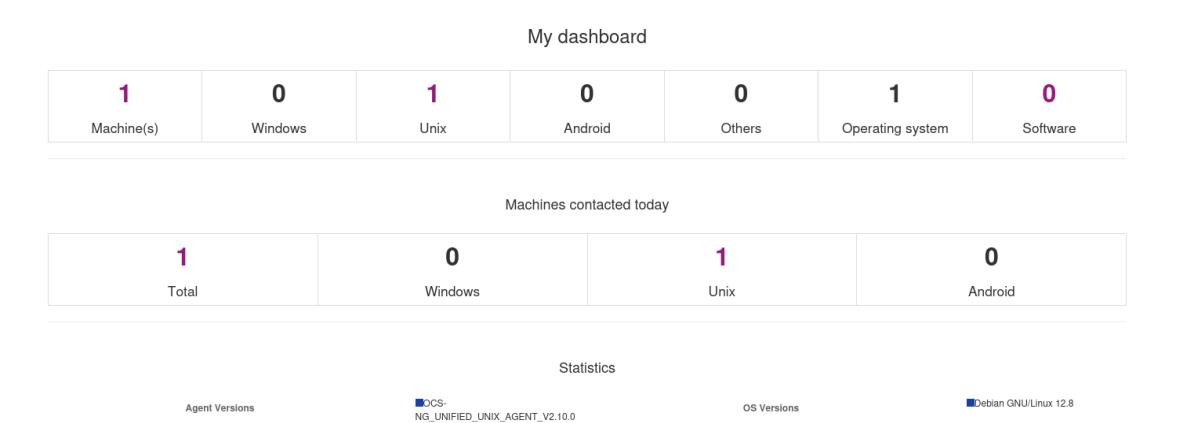 My dashboard
1 0 1 0 0 1 0
Machine(s) Windows Unix Android Others Operating system Software
Machines contacted today
1 0 1 0
Total Windows Unix Android
Statistics
Agent Versions
OCS-
NG_UNIFIED_UNIX_AGENT_V2.10.0
OS Versions
Debian GNU/Linux 12.8